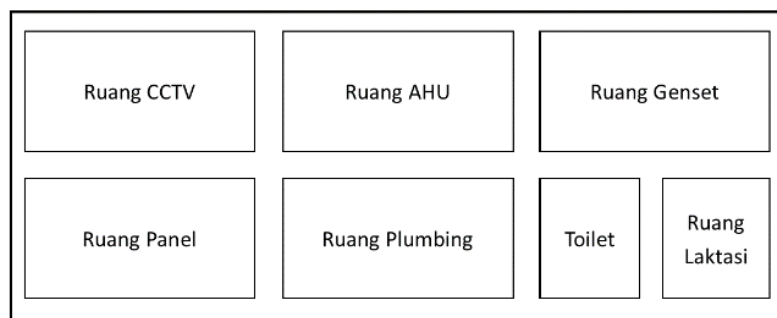 Ruang CCTV
Ruang AHU
Ruang Genset
Ruang Panel
Ruang Plumbing
Toilet
Ruang
Laktasi